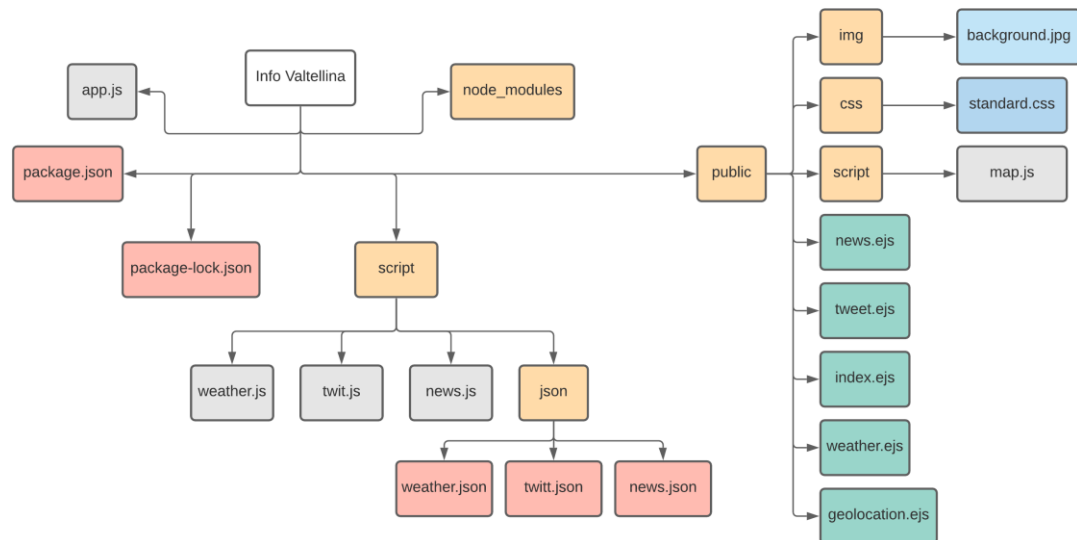 img
background.jpg
Info Valtellina
app.js
node_modules
css
standard.css
package.json
public
script
map.js
news.ejs
package-lock.json
script
tweet.ejs
weather.js
twit.js
news.js
json
index.ejs
weather.ejs
weather.json
twitt.json
news.json
geolocation.ejs